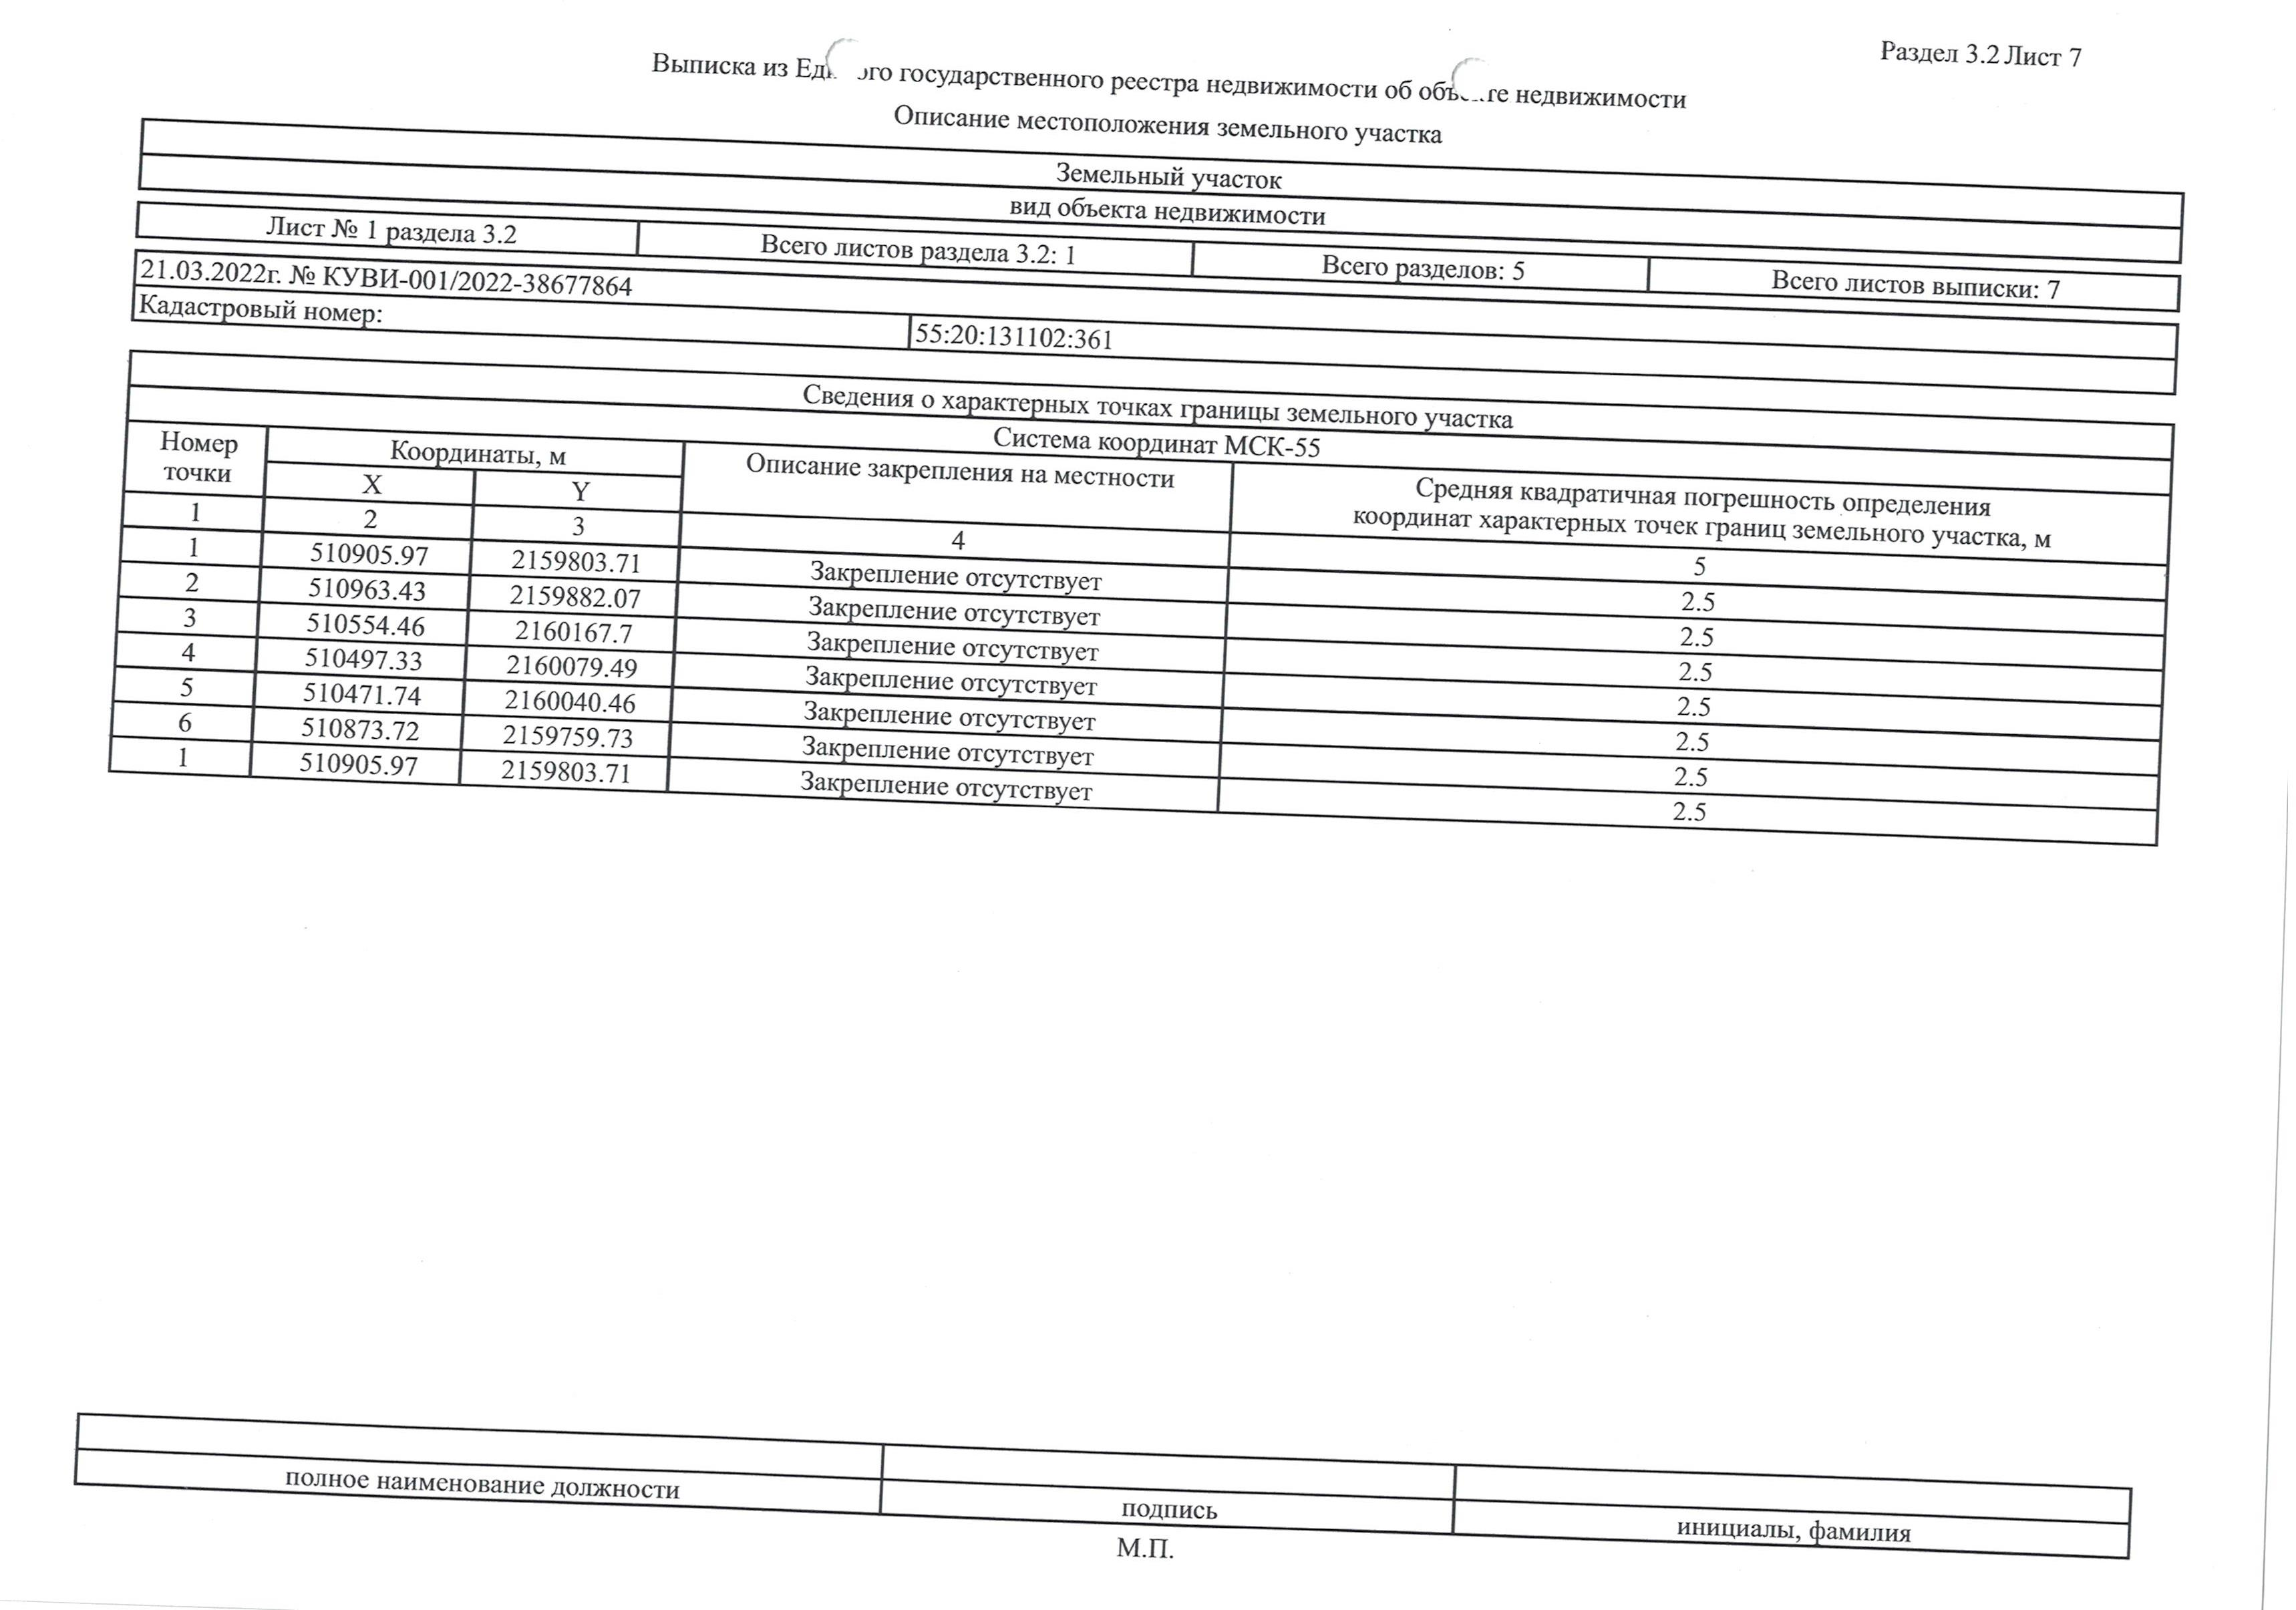 Раздел 3.2 Лист 7
Выписка из государственного реестра недвижимости об недвижимости
Описание местоположения земельного участка
Земельный участок
вид объекта недвижимости
Лист № 1 раздела 3.2 Всего листов раздела 3.2: 1 Всего разделов: 5 Всего листов выписки: 7
21.03.2022г. № КУВИ-001/2022-38677864
Кадастровый номер: 55:20:131102:361
Сведения о характерных точках границы земельного участка
Система координат МСК-55
Номер точки Координаты, м Описание закрепления на местности Средняя квадратичная погрешность определения
координат характерных точек границ земельного участка, м
X Y
1 2 3 4 5
1 510905.97 2159803.71 Закрепление отсутствует 2.5
2 510963.43 2159882.07 Закрепление отсутствует 2.5
3 510554.46 2160167.7 Закрепление отсутствует 2.5
4 510497.33 2160079.49 Закрепление отсутствует 2.5
5 510471.74 2160040.46 Закрепление отсутствует 2.5
6 510873.72 2159759.73 Закрепление отсутствует 2.5
1 510905.97 2159803.71 Закрепление отсутствует 2.5
полное наименование должности подпись инициалы, фамилия
М.П.